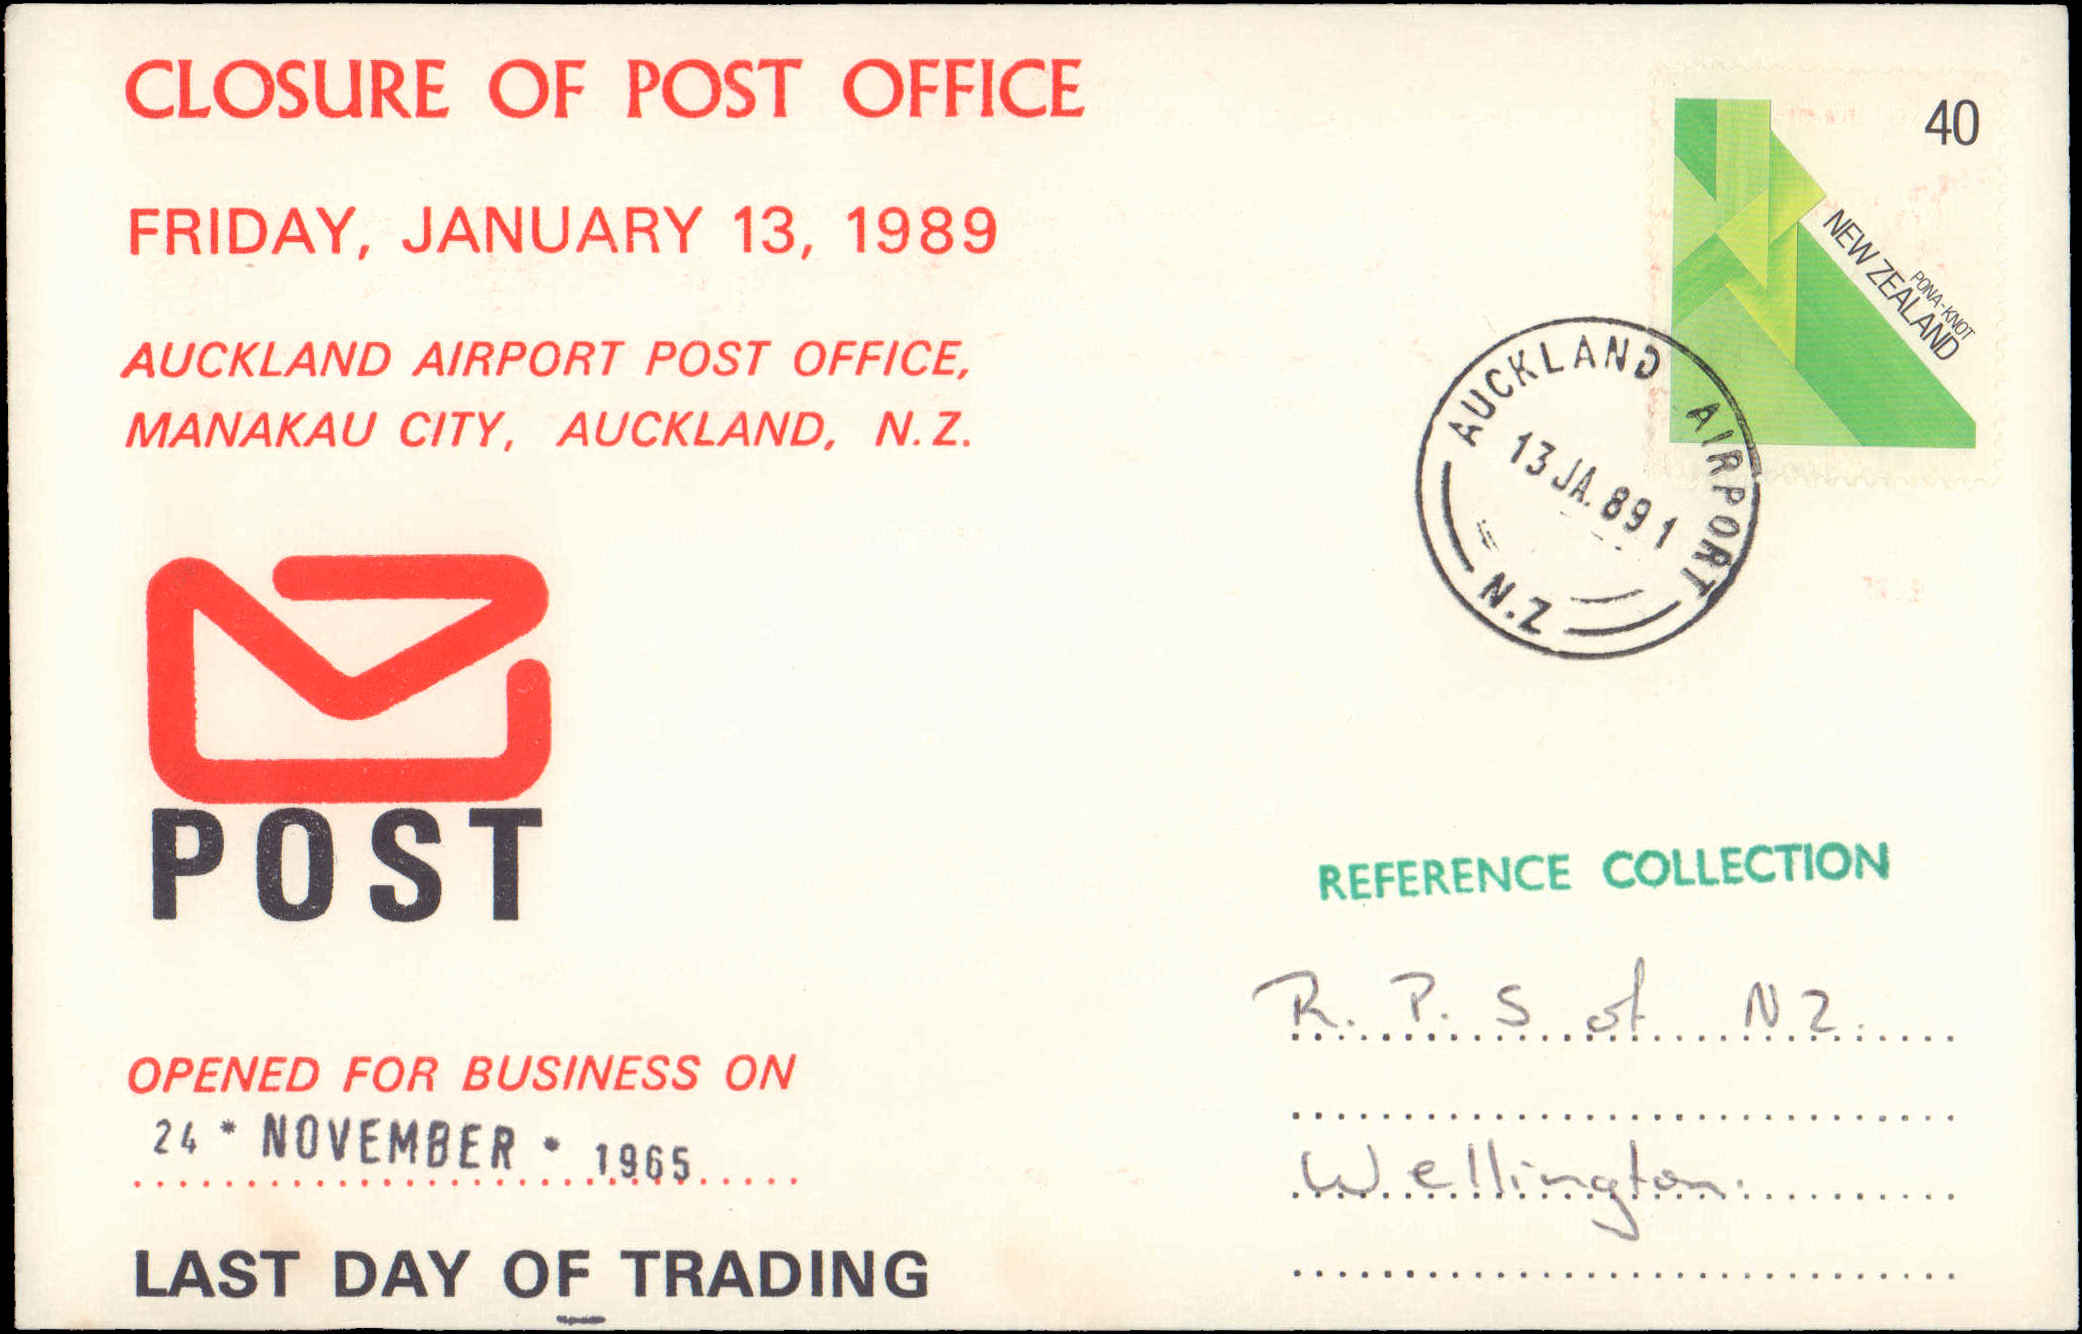 CLOSURE OF POST OFFICE
FRIDAY, JANUARY 13, 1989
AUCKLAND AIRPORT POST OFFICE,
MANAKAU CITY, AUCKLAND, N.Z.
POST
OPENED FOR BUSINESS ON
24 * NOVEMBER * 1965
LAST DAY OF TRADING
40
PONA-KNOT
NEW ZEALAND
AUCKLAND AIRPORT
13 JA. 89 1
N.Z
REFERENCE COLLECTION
R. P. S of NZ.
Wellington.